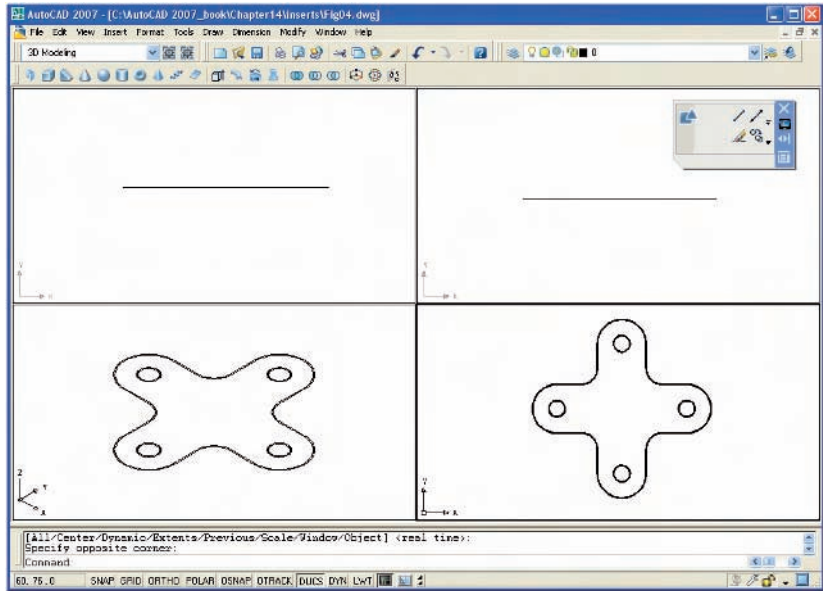 AutoCAD 2007 - [C:\AutoCAD 2007_book\Chapter14\inserts\Fig04.dwg]
File Edit View Insert Format Tools Draw Dimension Modify Window Help
3D Modeling
0
Y
X
Y
X
Z
Y
X
Y
X
[All/Center/Dynamic/Extents/Previous/Scale/Window/Object] <real time>:
Specify opposite corner:
Command
SNAP GRID ORTHO POLAR OSNAP OTRACK DUCS DYN LWT